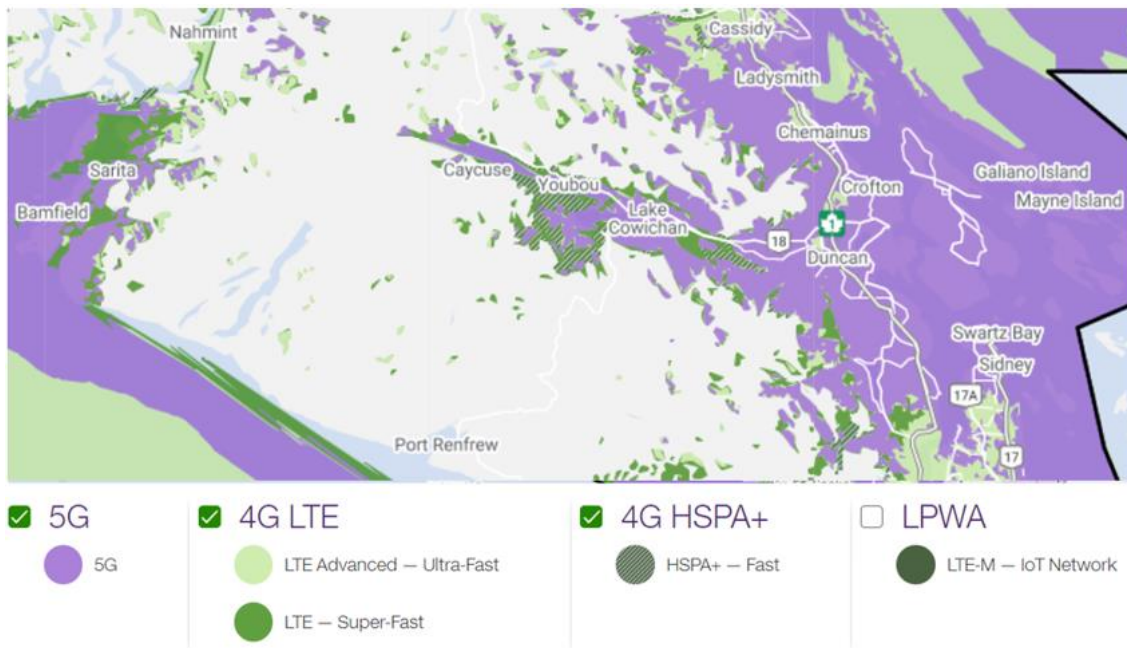 Nahmint
Cassidy
Ladysmith
Chemainus
Sarita
Caycuse
Youbou
Galiano Island
Crofton
Mayne Island
Bamfield
Lake
Cowichan
1
18
Duncan
Swartz Bay
Sidney
17A
Port Renfrew
17
5G
5G
4G LTE
LTE Advanced — Ultra-Fast
LTE — Super-Fast
4G HSPA+
HSPA+ — Fast
LPWA
LTE-M — IoT Network